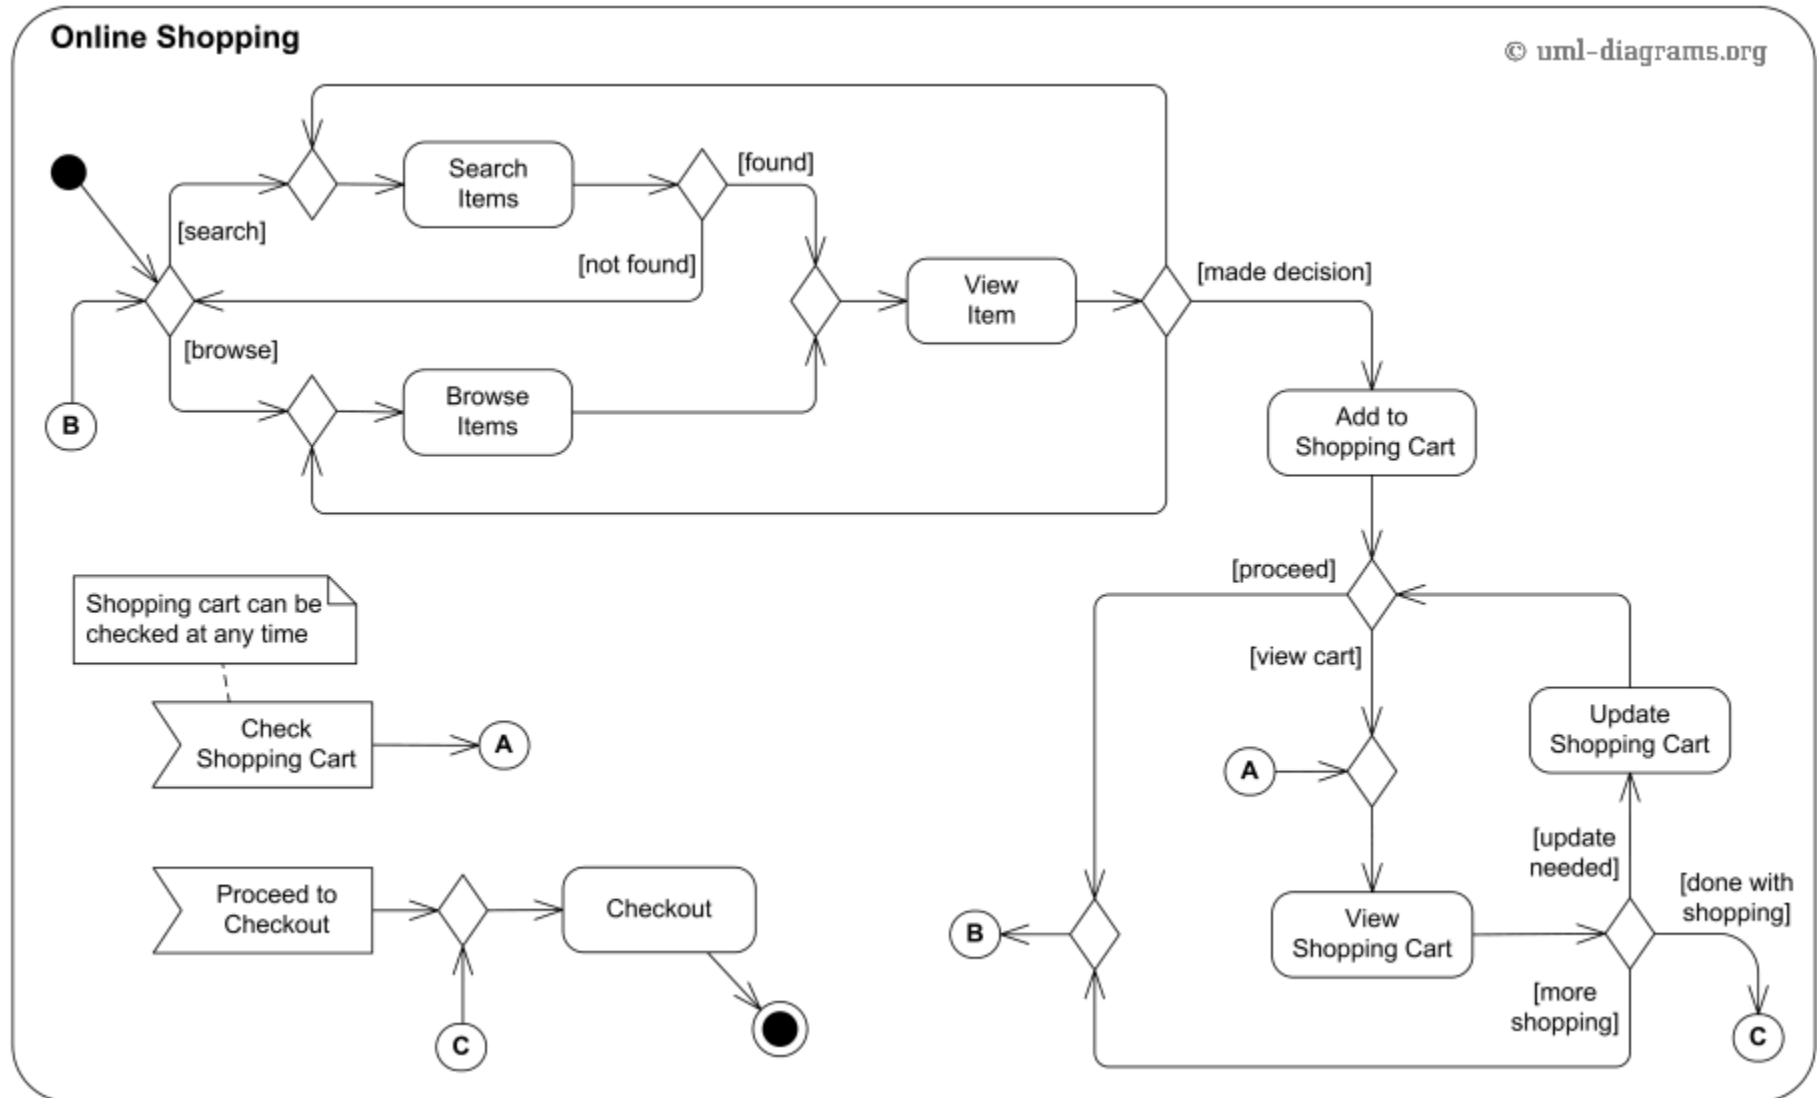 Online Shopping
© uml-diagrams.org
Search
Items
[found]
[search]
[not found]
[made decision]
View
Item
[browse]
Browse
Items
B
Add to
Shopping Cart
[proceed]
Shopping cart can be
checked at any time
[view cart]
Check
Shopping Cart
A
Update
Shopping Cart
A
[update
needed]
[done with
shopping]
Proceed to
Checkout
Checkout
B
View
Shopping Cart
[more
shopping]
C
C